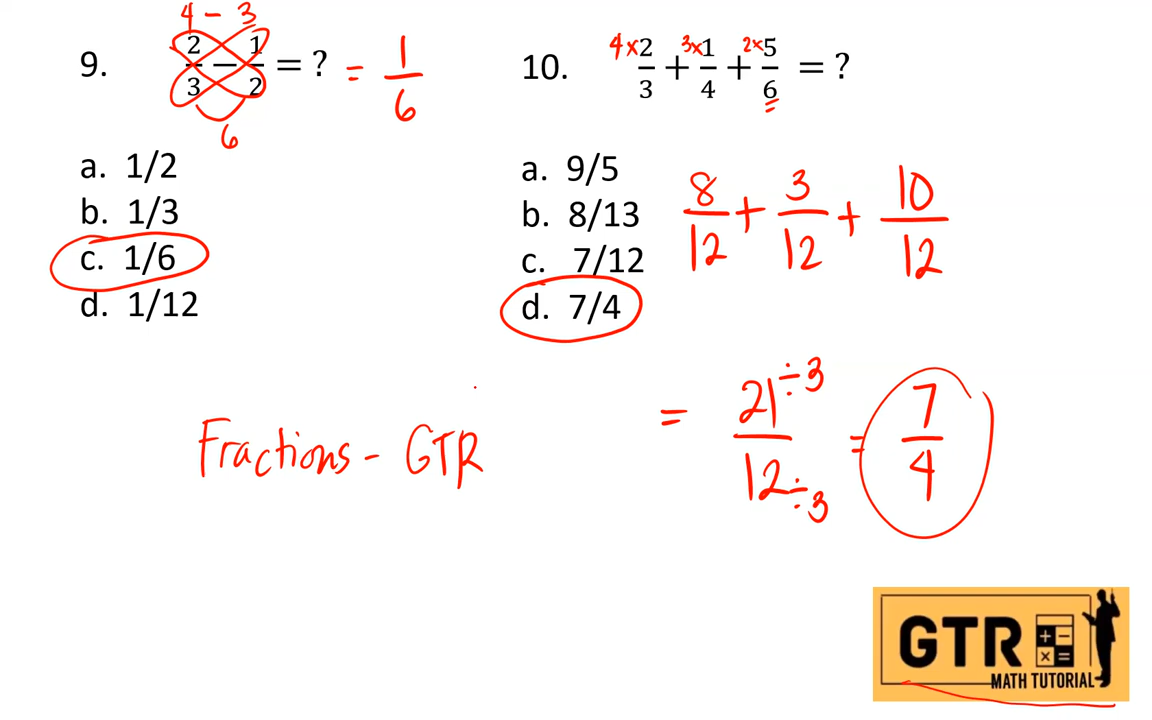 4 - 3
9. 2/3 − 1/2 = ? = 1/6
6
a. 1/2
b. 1/3
c. 1/6
d. 1/12
10. 4×2/3 + 3×1/4 + 2×5/6 = ?
a. 9/5
b. 8/13
c. 7/12
d. 7/4
8/12 + 3/12 + 10/12
= 21÷3/12÷3 = 7/4
Fractions - GTR
GTR
+ − × =
MATH TUTORIAL